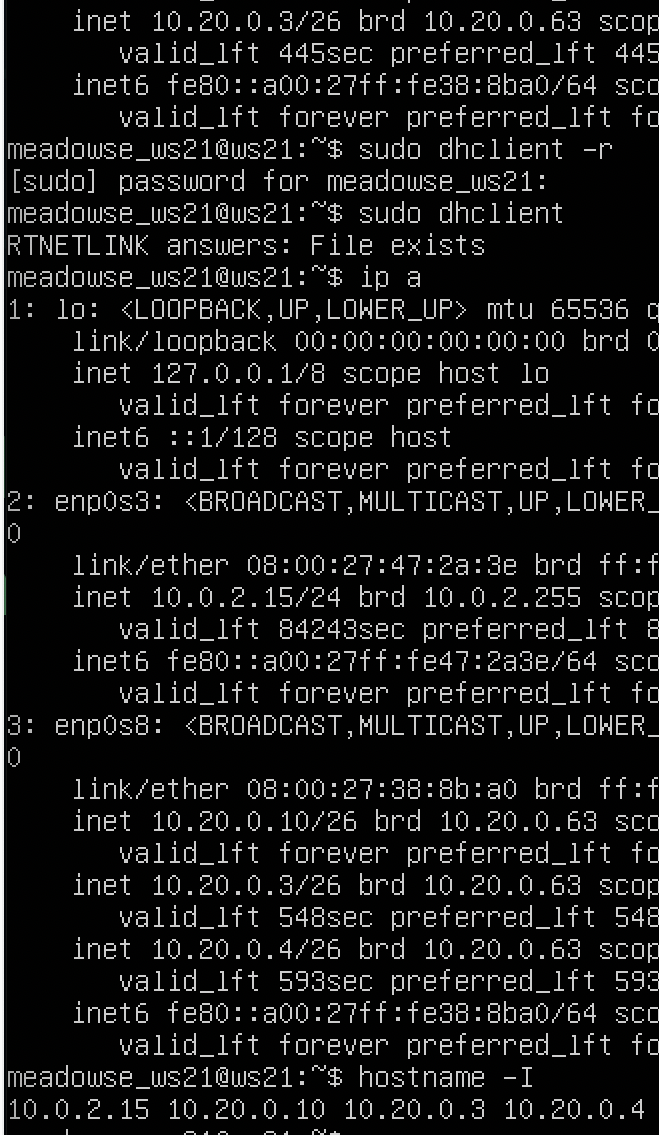 inet 10.20.0.3/26 brd 10.20.0.63 scop
valid_lft 445sec preferred_lft 445
inet6 fe80::a00:27ff:fe38:8ba0/64 sco
valid_lft forever preferred_lft fo
meadowse_ws21@ws21:~$ sudo dhclient -r
[sudo] password for meadowse_ws21:
meadowse_ws21@ws21:~$ sudo dhclient
RTNETLINK answers: File exists
meadowse_ws21@ws21:~$ ip a
1: lo: <LOOPBACK,UP,LOWER_UP> mtu 65536 q
link/loopback 00:00:00:00:00:00 brd 0
inet 127.0.0.1/8 scope host lo
valid_lft forever preferred_lft fo
inet6 ::1/128 scope host
valid_lft forever preferred_lft fo
2: enp0s3: <BROADCAST,MULTICAST,UP,LOWER_
0
link/ether 08:00:27:47:2a:3e brd ff:f
inet 10.0.2.15/24 brd 10.0.2.255 scop
valid_lft 84243sec preferred_lft 8
inet6 fe80::a00:27ff:fe47:2a3e/64 sco
valid_lft forever preferred_lft fo
3: enp0s8: <BROADCAST,MULTICAST,UP,LOWER_
0
link/ether 08:00:27:38:8b:a0 brd ff:f
inet 10.20.0.10/26 brd 10.20.0.63 sco
valid_lft forever preferred_lft fo
inet 10.20.0.3/26 brd 10.20.0.63 scop
valid_lft 548sec preferred_lft 548
inet 10.20.0.4/26 brd 10.20.0.63 scop
valid_lft 593sec preferred_lft 593
inet6 fe80::a00:27ff:fe38:8ba0/64 sco
valid_lft forever preferred_lft fo
meadowse_ws21@ws21:~$ hostname -I
10.0.2.15 10.20.0.10 10.20.0.3 10.20.0.4